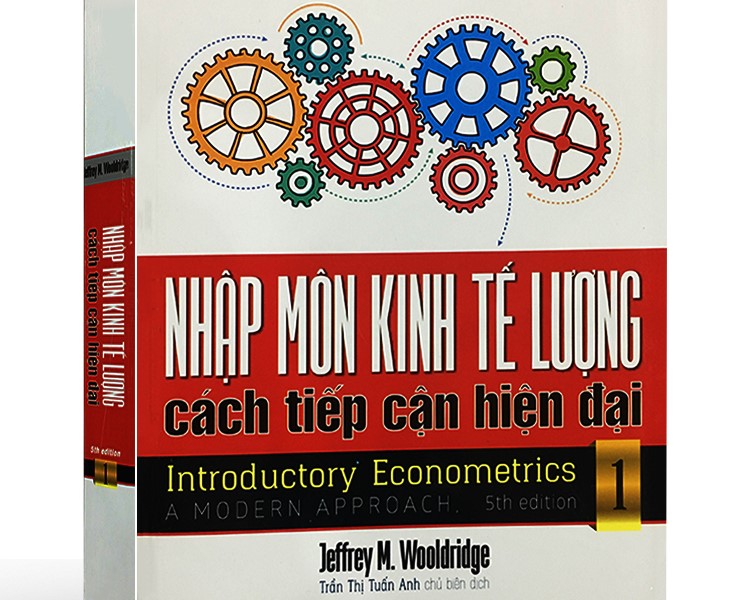 Jeffrey M. Wooldridge
NHẬP MÔN KINH TẾ LƯỢNG
cách tiếp cận hiện đại
5th edition
1
NHẬP MÔN KINH TẾ LƯỢNG
cách tiếp cận hiện đại
Introductory Econometrics
A MODERN APPROACH. 5th edition
1
Jeffrey M. Wooldridge
Trần Thị Tuấn Anh chủ biên dịch